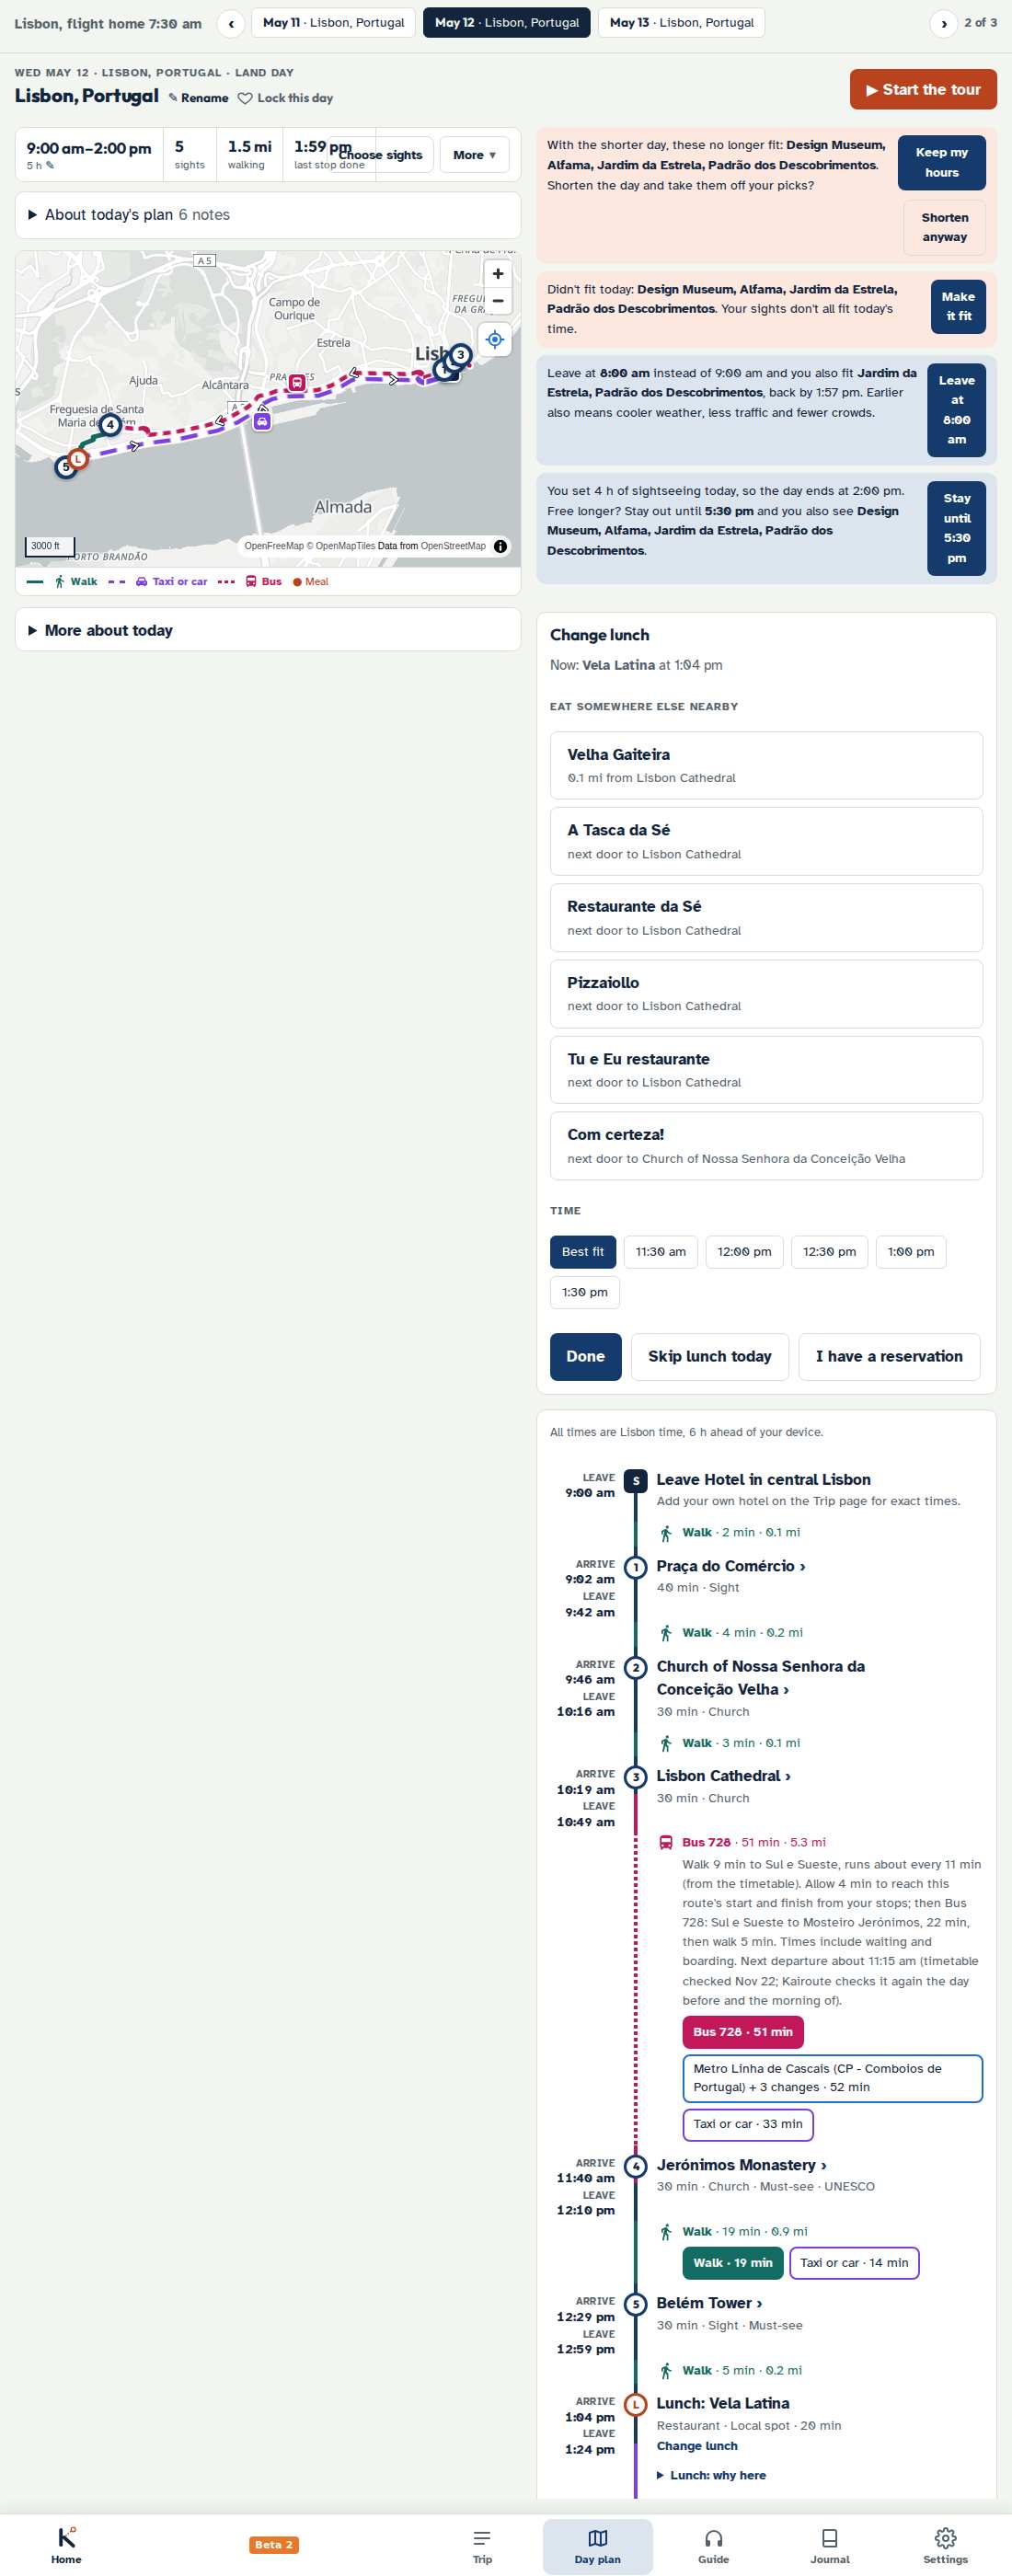 Lisbon, flight home 7:30 am
‹
May 11 · Lisbon, Portugal
May 12 · Lisbon, Portugal
May 13 · Lisbon, Portugal
›
2 of 3
WED MAY 12 · LISBON, PORTUGAL · LAND DAY
Lisbon, Portugal
✎ Rename
Lock this day
▶ Start the tour
9:00 am–2:00 pm
5 h ✎
5
sights
1.5 mi
walking
1:59 pm
last stop done
Choose sights
More ▾
▶ About today's plan 6 notes
A 5
Campo de
Ourique
Estrela
Ajuda
Alcântara
Freguesia de Santa
Almada
+
−
3
4
5
L
3000 ft
OpenFreeMap © OpenMapTiles Data from OpenStreetMap
Walk
Taxi or car
Bus
Meal
▶ More about today
With the shorter day, these no longer fit: Design Museum,
Alfama, Jardim da Estrela, Padrão dos Descobrimentos.
Shorten the day and take them off your picks?
Keep my
hours
Shorten
anyway
Didn't fit today: Design Museum, Alfama, Jardim da Estrela,
Padrão dos Descobrimentos. Your sights don't all fit today's
time.
Make
it fit
Leave at 8:00 am instead of 9:00 am and you also fit Jardim da
Estrela, Padrão dos Descobrimentos, back by 1:57 pm. Earlier
also means cooler weather, less traffic and fewer crowds.
Leave
at
8:00
am
You set 4 h of sightseeing today, so the day ends at 2:00 pm.
Free longer? Stay out until 5:30 pm and you also see Design
Museum, Alfama, Jardim da Estrela, Padrão dos
Descobrimentos.
Stay
until
5:30
pm
Change lunch
Now: Vela Latina at 1:04 pm
EAT SOMEWHERE ELSE NEARBY
Velha Gaiteira
0.1 mi from Lisbon Cathedral
A Tasca da Sé
next door to Lisbon Cathedral
Restaurante da Sé
next door to Lisbon Cathedral
Pizzaiollo
next door to Lisbon Cathedral
Tu e Eu restaurante
next door to Lisbon Cathedral
Com certeza!
next door to Church of Nossa Senhora da Conceição Velha
TIME
Best fit
11:30 am
12:00 pm
12:30 pm
1:00 pm
1:30 pm
Done
Skip lunch today
I have a reservation
All times are Lisbon time, 6 h ahead of your device.
LEAVE
9:00 am
S
Leave Hotel in central Lisbon
Add your own hotel on the Trip page for exact times.
Walk · 2 min · 0.1 mi
ARRIVE
9:02 am
LEAVE
9:42 am
1
Praça do Comércio ›
40 min · Sight
Walk · 4 min · 0.2 mi
ARRIVE
9:46 am
LEAVE
10:16 am
2
Church of Nossa Senhora da
Conceição Velha ›
30 min · Church
Walk · 3 min · 0.1 mi
ARRIVE
10:19 am
LEAVE
10:49 am
3
Lisbon Cathedral ›
30 min · Church
Bus 728 · 51 min · 5.3 mi
Walk 9 min to Sul e Sueste, runs about every 11 min
(from the timetable). Allow 4 min to reach this
route's start and finish from your stops; then Bus
728: Sul e Sueste to Mosteiro Jerónimos, 22 min,
then walk 5 min. Times include waiting and
boarding. Next departure about 11:15 am (timetable
checked Nov 22; Kairoute checks it again the day
before and the morning of).
Bus 728 · 51 min
Metro Linha de Cascais (CP - Comboios de
Portugal) + 3 changes · 52 min
Taxi or car · 33 min
ARRIVE
11:40 am
LEAVE
12:10 pm
4
Jerónimos Monastery ›
30 min · Church · Must-see · UNESCO
Walk · 19 min · 0.9 mi
Walk · 19 min
Taxi or car · 14 min
ARRIVE
12:29 pm
LEAVE
12:59 pm
5
Belém Tower ›
30 min · Sight · Must-see
Walk · 5 min · 0.2 mi
ARRIVE
1:04 pm
LEAVE
1:24 pm
L
Lunch: Vela Latina
Restaurant · Local spot · 20 min
Change lunch
▶ Lunch: why here
Home
Beta 2
Trip
Day plan
Guide
Journal
Settings